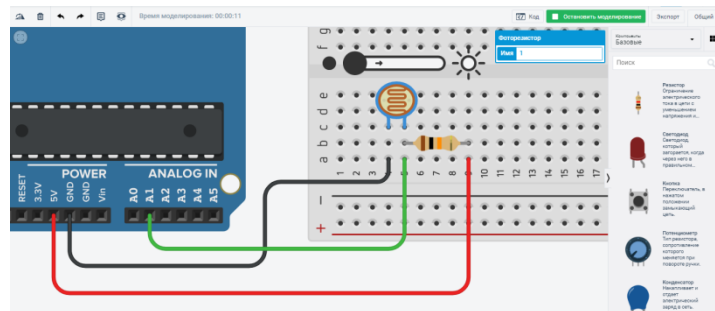 Время моделирования: 00:00:11
Код
Остановить моделирование
Экспорт
Общий
Фоторезистор
Имя 1
Компоненты
Базовые
Поиск
Резистор
Ограничение
электрического
тока в цепи с
уменьшением
напряжения и...
Светодиод
Светодиод,
который
загорается, когда
через него в
правильном...
Кнопка
Переключатель, в
нажатом
положении
замыкающий
цепь.
Потенциометр
Тип резистора,
сопротивление
которого
меняется при
повороте ручки.
Конденсатор
Накапливает и
отдает
электрический
заряд в сеть.
POWER
ANALOG IN
RESET
3.3V
5V
GND
GND
Vin
A0
A1
A2
A3
A4
A5
g
f
e
d
c
b
a
1 2 3 4 5 6 7 8 9 10 11 12 13 14 15 16 17